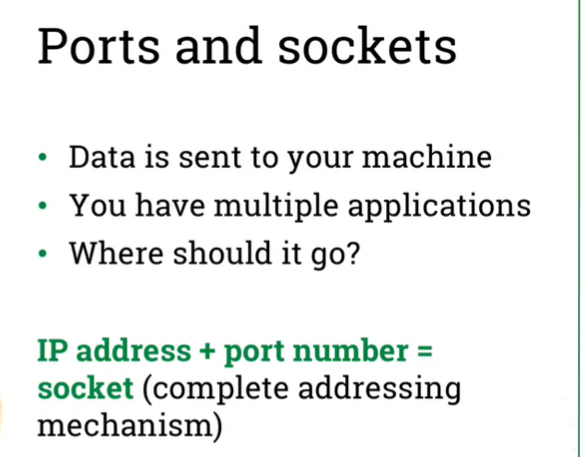 Ports and sockets
• Data is sent to your machine
• You have multiple applications
• Where should it go?
IP address + port number =
socket (complete addressing
mechanism)